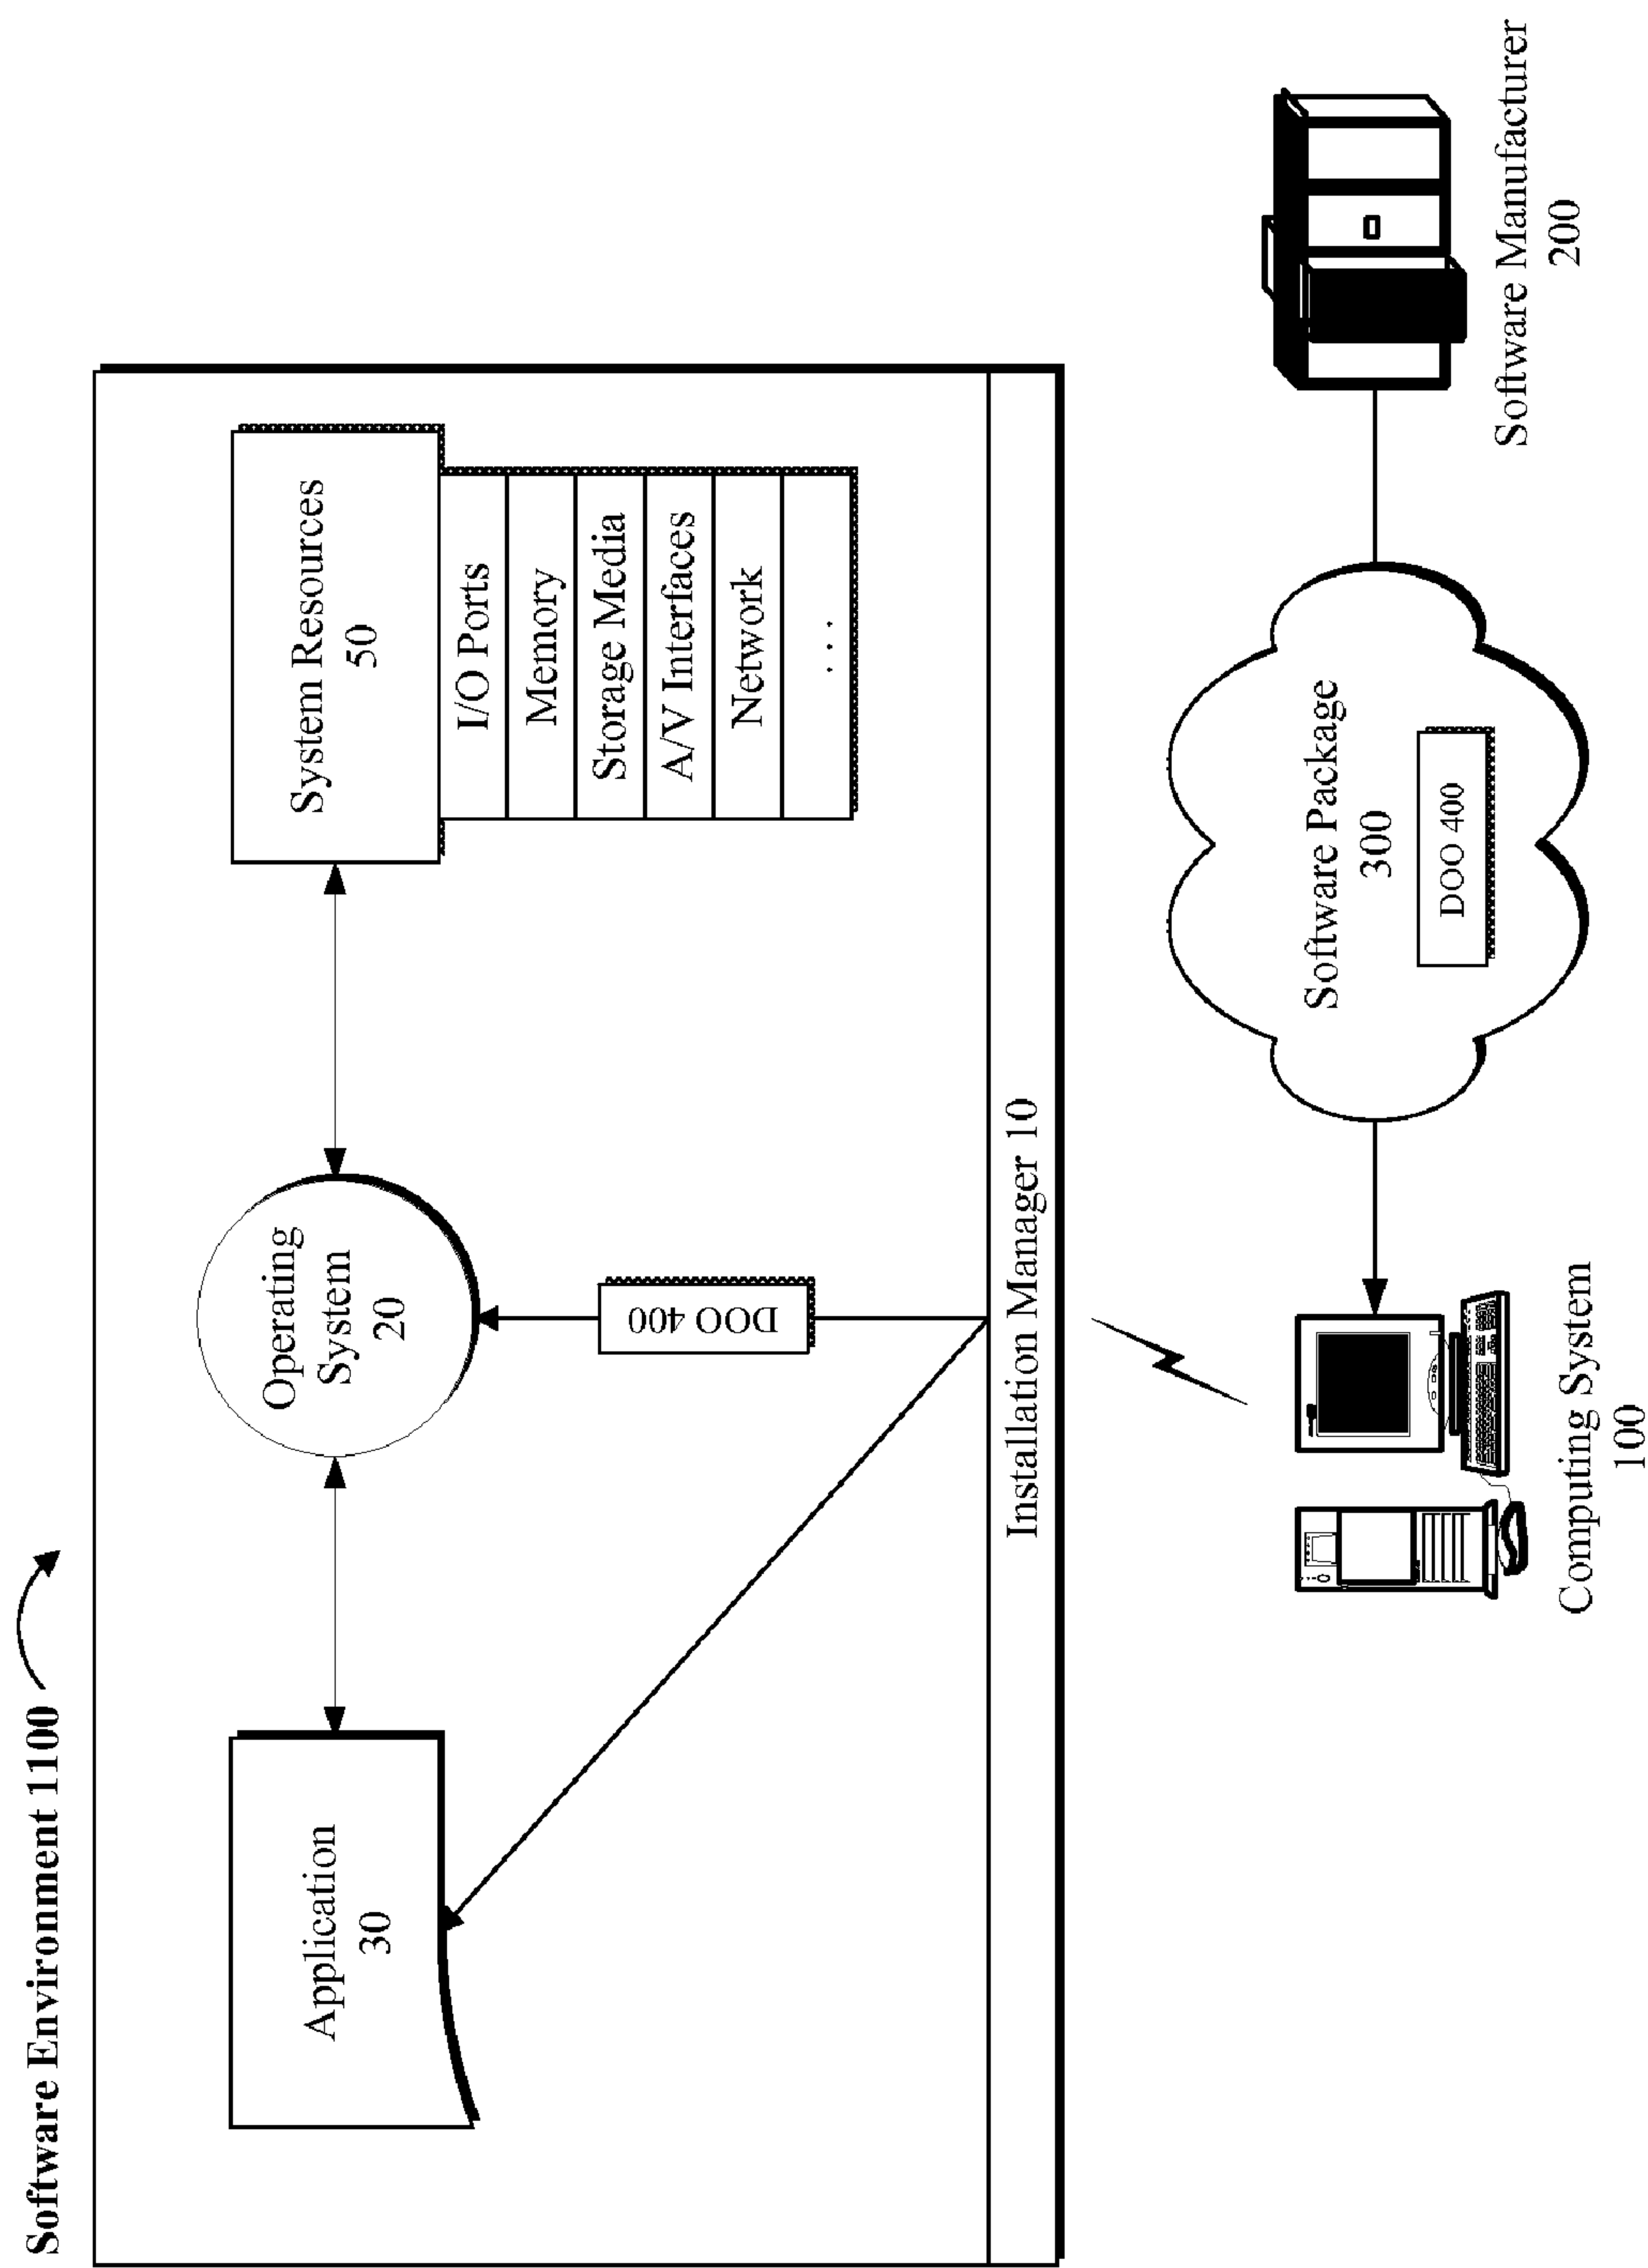 Software Environment 1100
Application
30
Operating
System
20
System Resources
50
I/O Ports
Memory
Storage Media
A/V Interfaces
Network
. . .
DOO 400
Installation Manager 10
Computing System
100
Software Package
300
DOO 400
Software Manufacturer
200